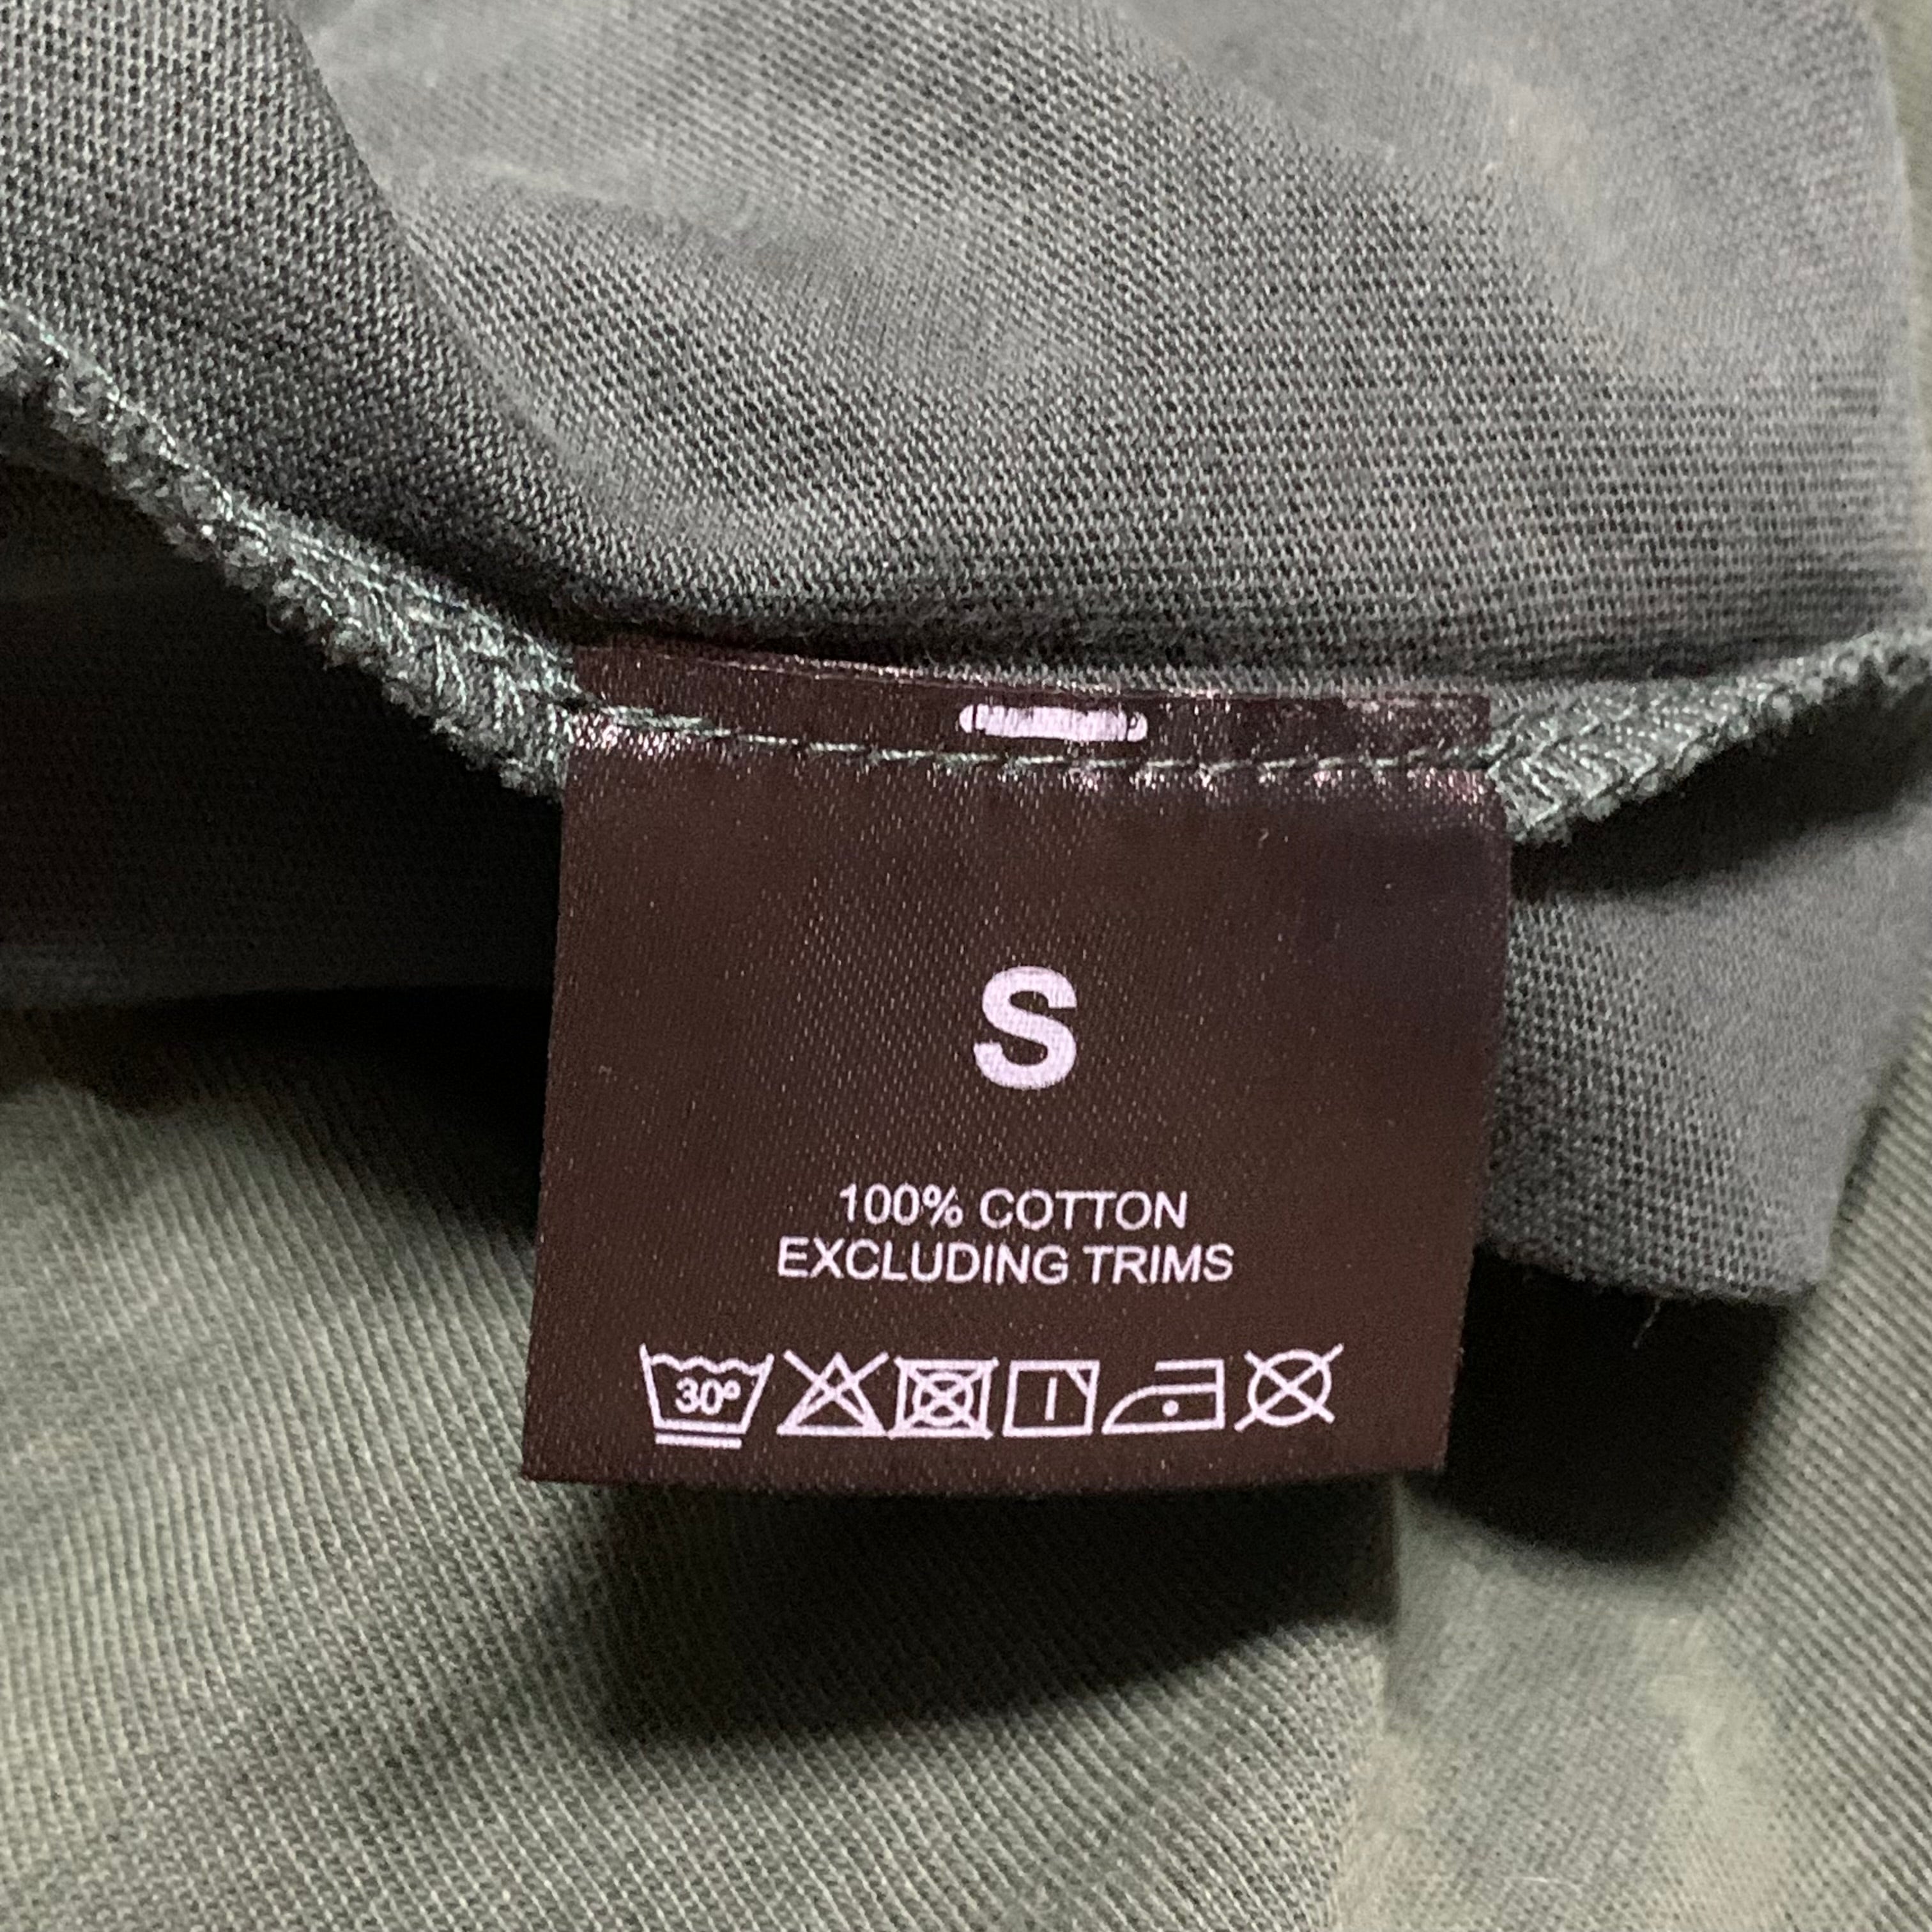 S
100% COTTON
EXCLUDING TRIMS
30°